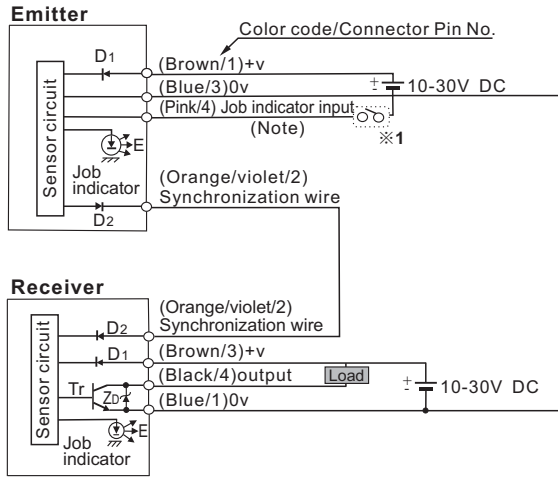 Emitter
Color code/Connector Pin No.
D1
(Brown/1)+v
(Blue/3)0v
+
-
10-30V DC
(Pink/4) Job indicator input
(Note)
※1
Sensor circuit
E
Job
indicator
(Orange/violet/2)
Synchronization wire
D2
Receiver
(Orange/violet/2)
Synchronization wire
D2
(Brown/3)+v
D1
(Black/4)output
Load
+
-
10-30V DC
Tr
ZD
(Blue/1)0v
Sensor circuit
E
Job
indicator